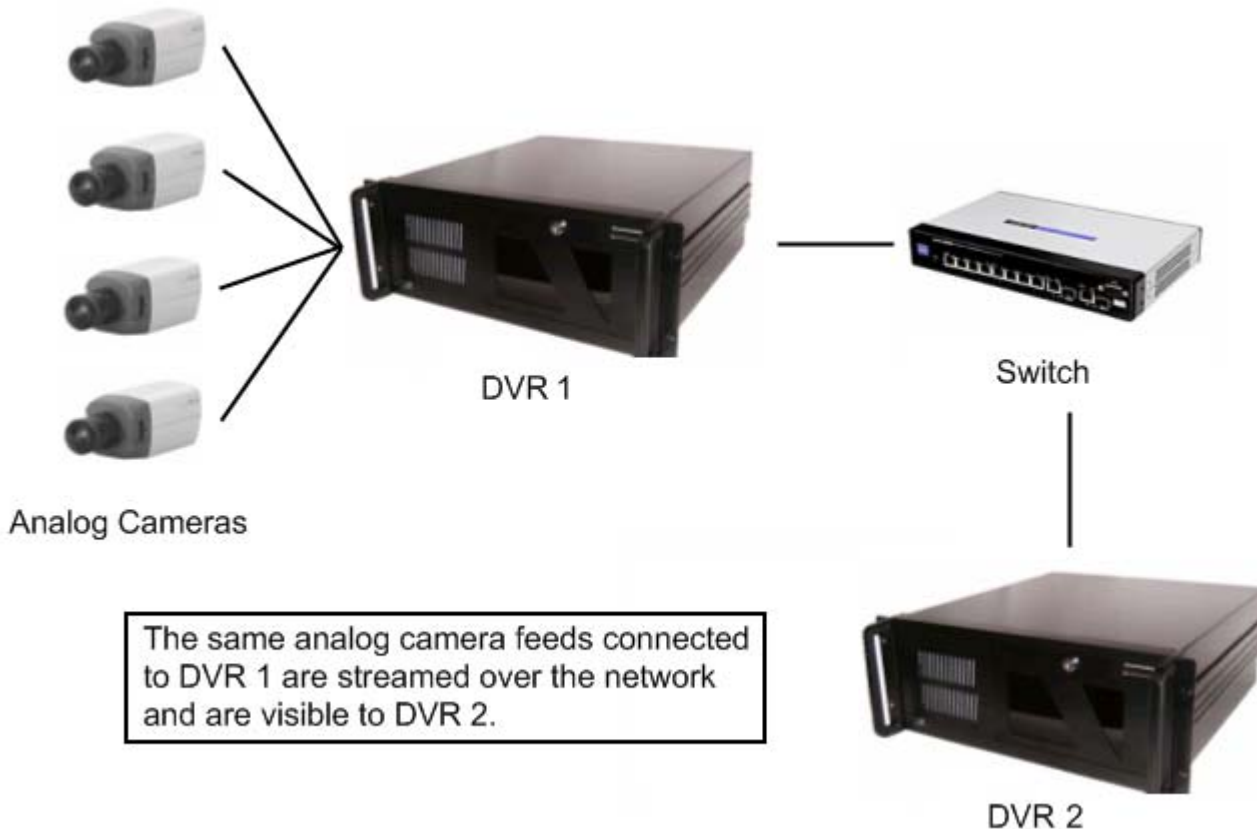 DVR 1
Switch
Analog Cameras
The same analog camera feeds connected
to DVR 1 are streamed over the network
and are visible to DVR 2.
DVR 2